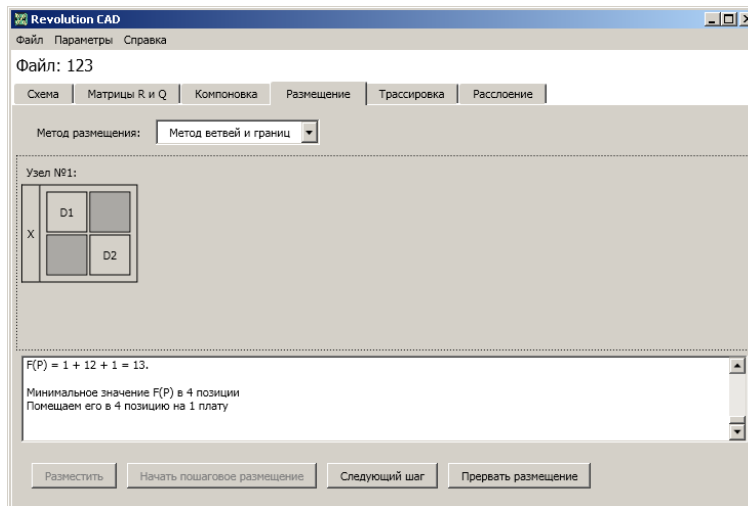 Revolution CAD
Файл Параметры Справка
Файл: 123
Схема Матрицы R и Q Компоновка Размещение Трассировка Расслоение
Метод размещения: Метод ветвей и границ
Узел №1:
D1
X
D2
F(P) = 1 + 12 + 1 = 13.
Минимальное значение F(P) в 4 позиции
Помещаем его в 4 позицию на 1 плату
Разместить Начать пошаговое размещение Следующий шаг Прервать размещение